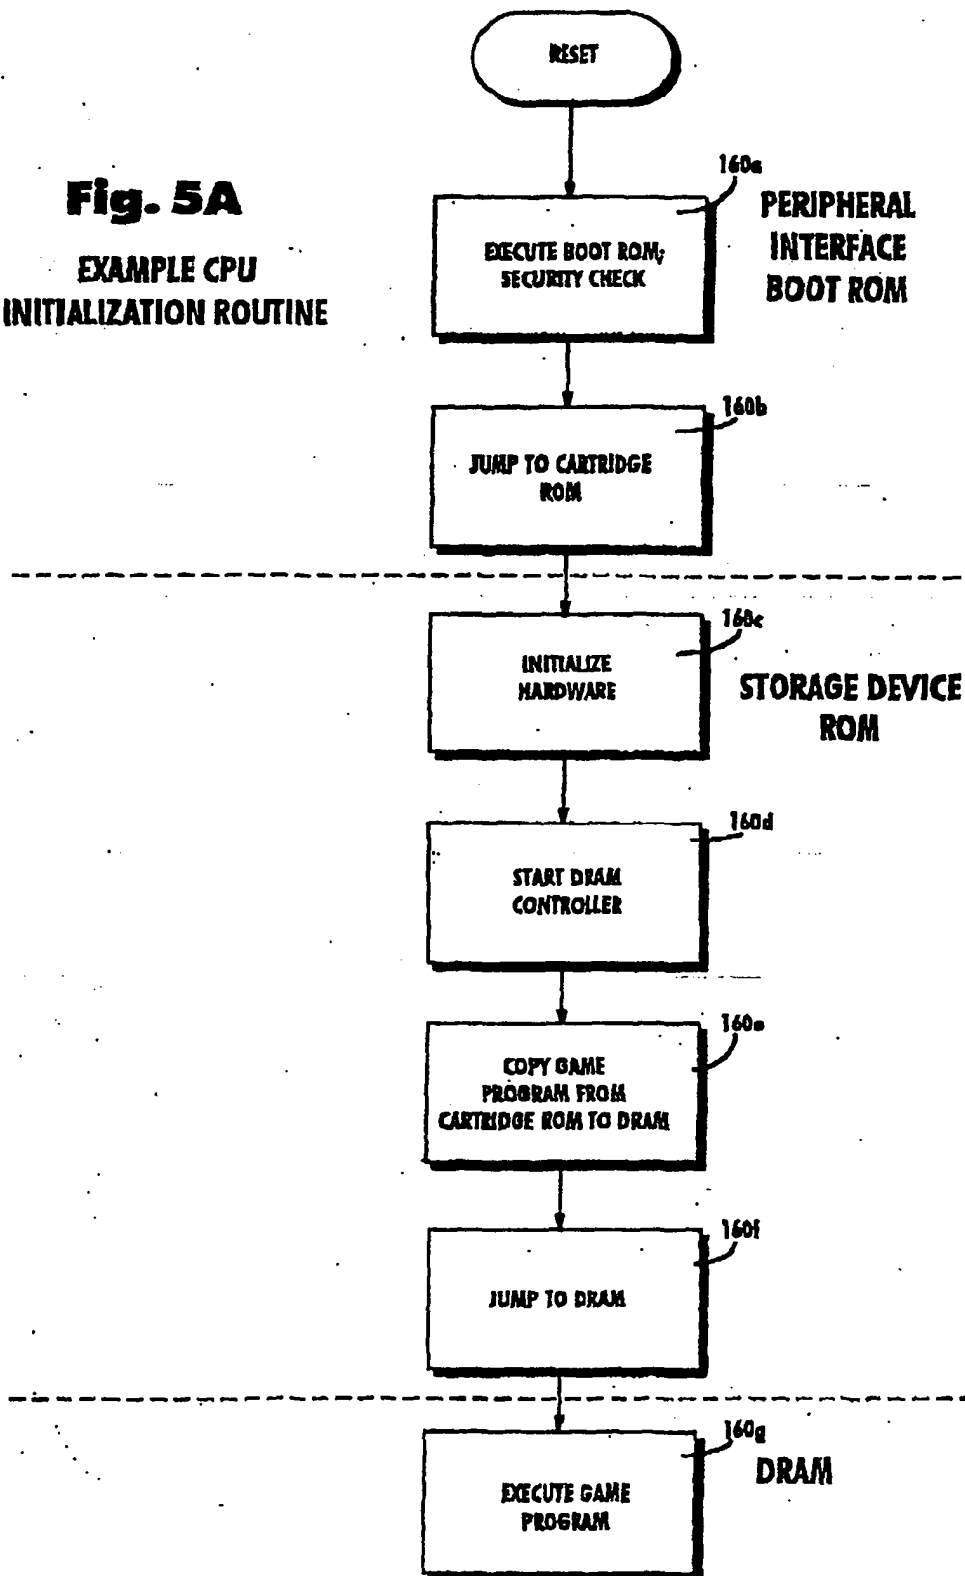 RESET
Fig. 5A
EXAMPLE CPU
INITIALIZATION ROUTINE
160a
EXECUTE BOOT ROM;
SECURITY CHECK
PERIPHERAL
INTERFACE
BOOT ROM
160b
JUMP TO CARTRIDGE
ROM
160c
INITIALIZE
HARDWARE
STORAGE DEVICE
ROM
160d
START DRAM
CONTROLLER
160e
COPY GAME
PROGRAM FROM
CARTRIDGE ROM TO DRAM
160f
JUMP TO DRAM
160g
DRAM
EXECUTE GAME
PROGRAM